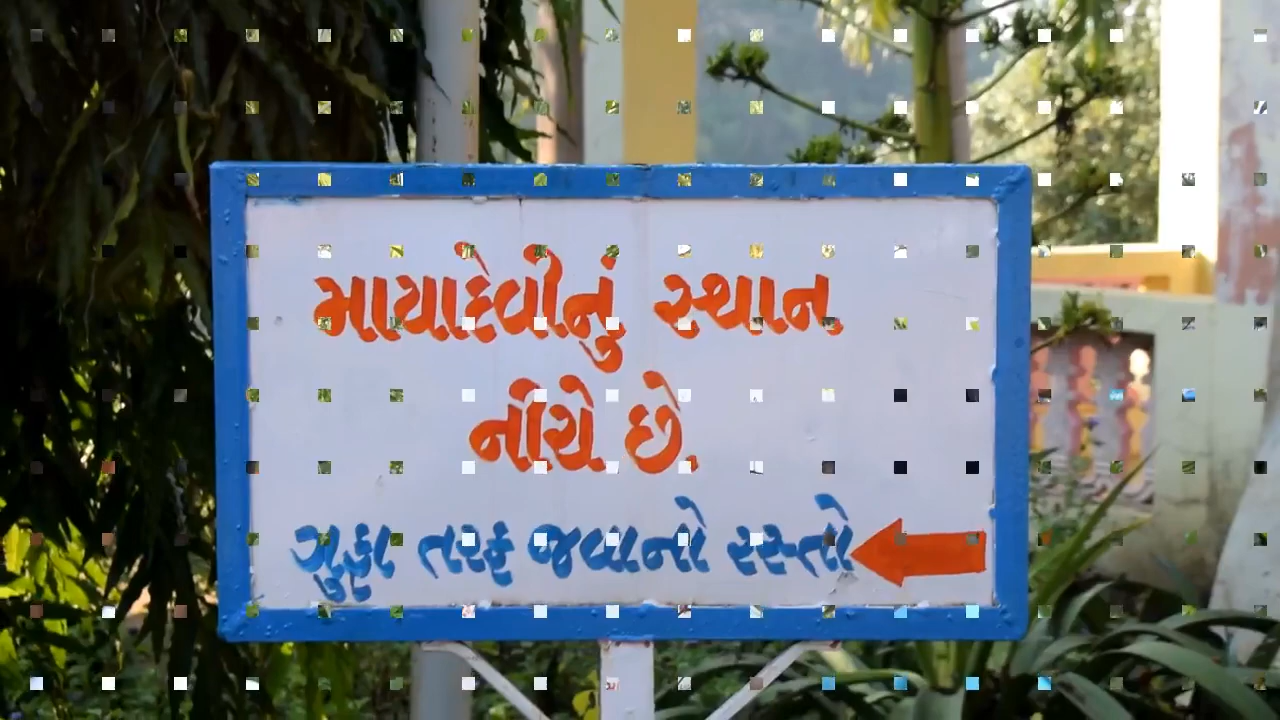 માયાદેવીનું સ્થાન
નીચે છે.
ગુફા તરફ જવાનો રસ્તો